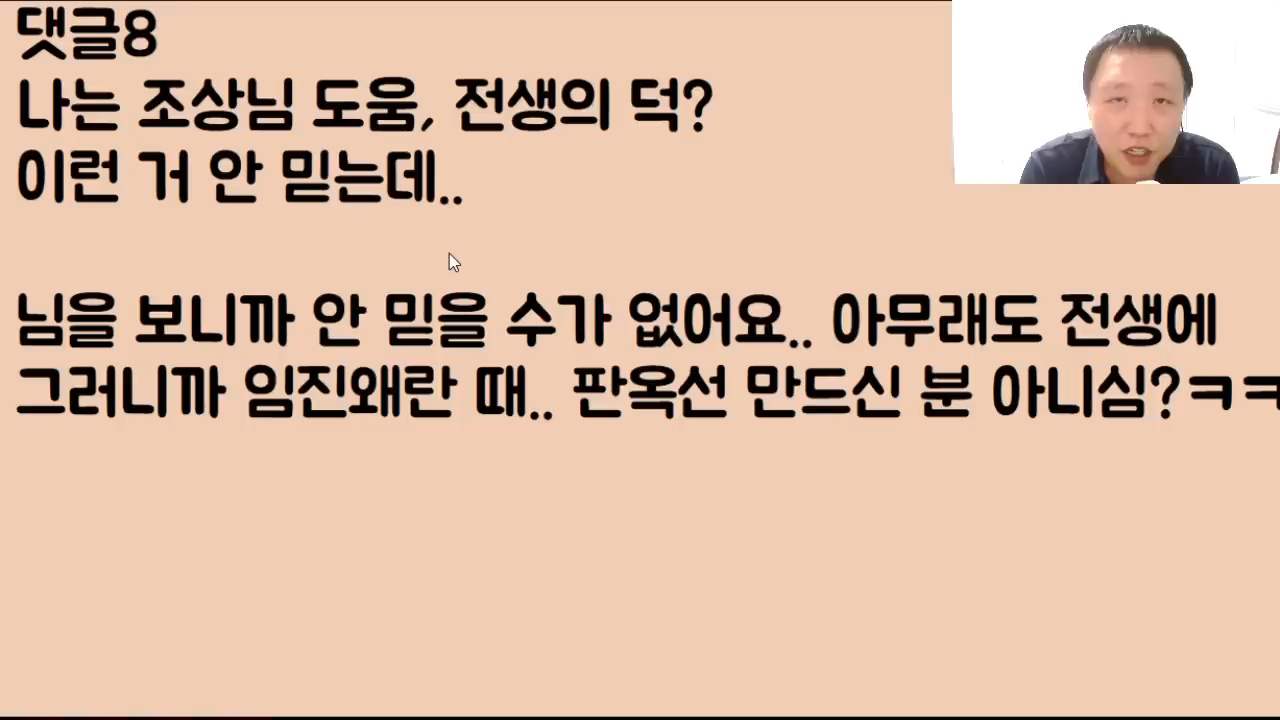 댓글8
나는 조상님 도움, 전생의 덕?
이런 거 안 믿는데..
님을 보니까 안 믿을 수가 없어요.. 아무래도 전생에
그러니까 임진왜란 때.. 판옥선 만드신 분 아니심?ㅋㅋ